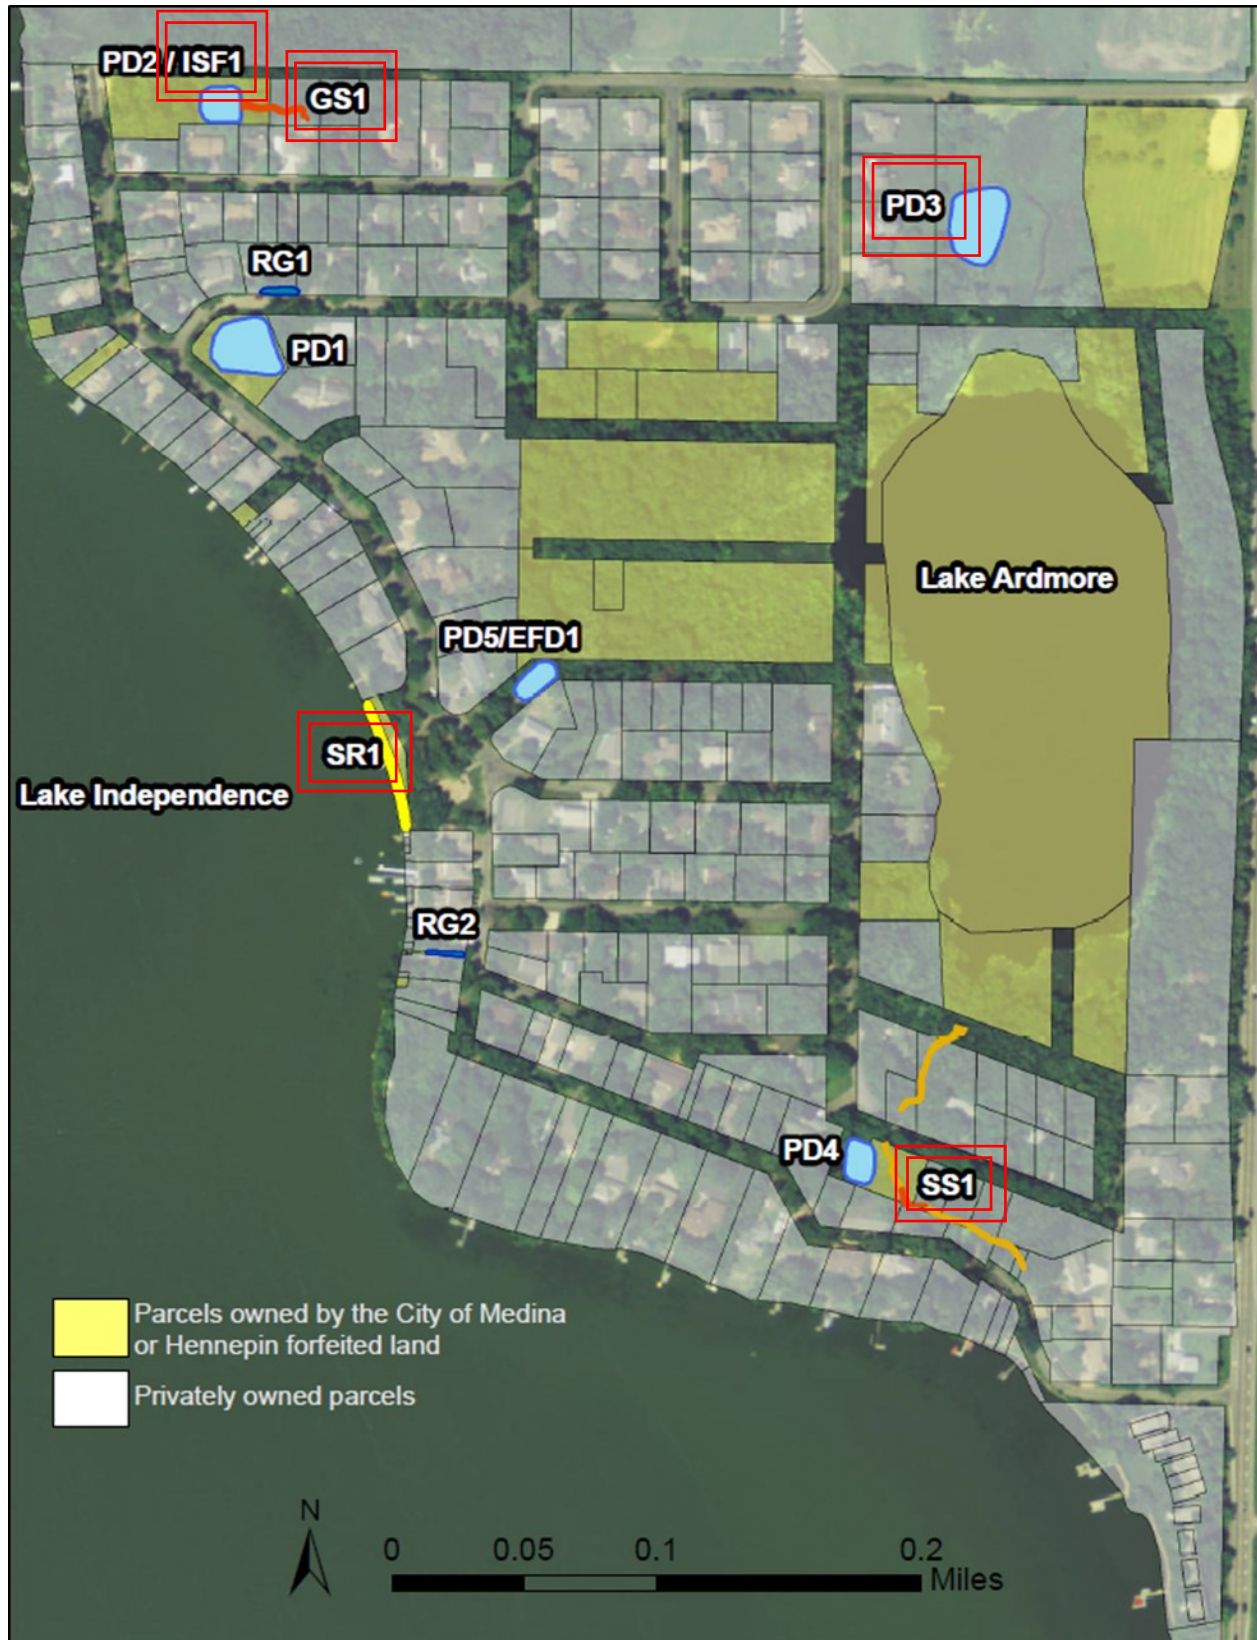 PD2 / ISF1
GS1
PD3
RG1
PD1
Lake Ardmore
PD5/EFD1
SR1
Lake Independence
RG2
PD4
SS1
Parcels owned by the City of Medina
or Hennepin forfeited land
Privately owned parcels
N
0 0.05 0.1 0.2
Miles